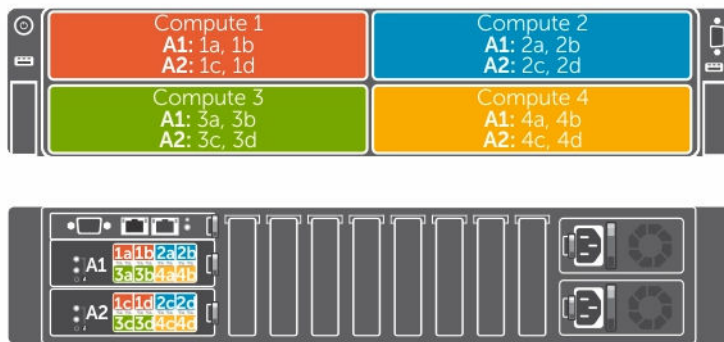 Compute 1
A1: 1a, 1b
A2: 1c, 1d
Compute 2
A1: 2a, 2b
A2: 2c, 2d
Compute 3
A1: 3a, 3b
A2: 3c, 3d
Compute 4
A1: 4a, 4b
A2: 4c, 4d
A1
1a 1b 2a 2b
3a 3b 4a 4b
A2
1c 1d 2c 2d
3c 3d 4c 4d